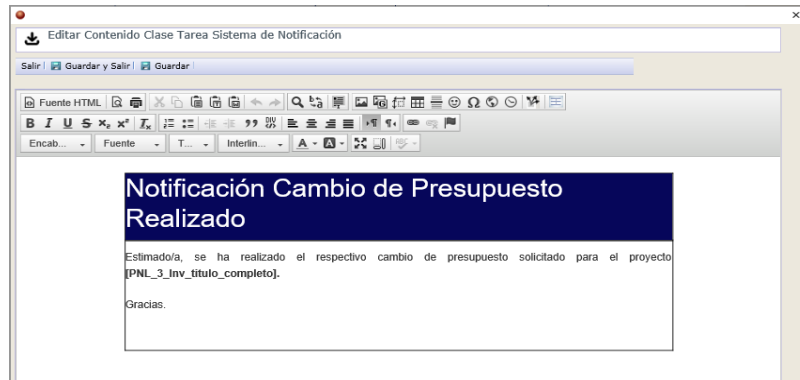 Editar Contenido Clase Tarea Sistema de Notificación
Salir Guardar y Salir Guardar
Fuente HTML
Encab... Fuente T... Interlin...
Notificación Cambio de Presupuesto
Realizado
Estimado/a, se ha realizado el respectivo cambio de presupuesto solicitado para el proyecto
[PNL_3_Inv_titulo_completo].
Gracias.